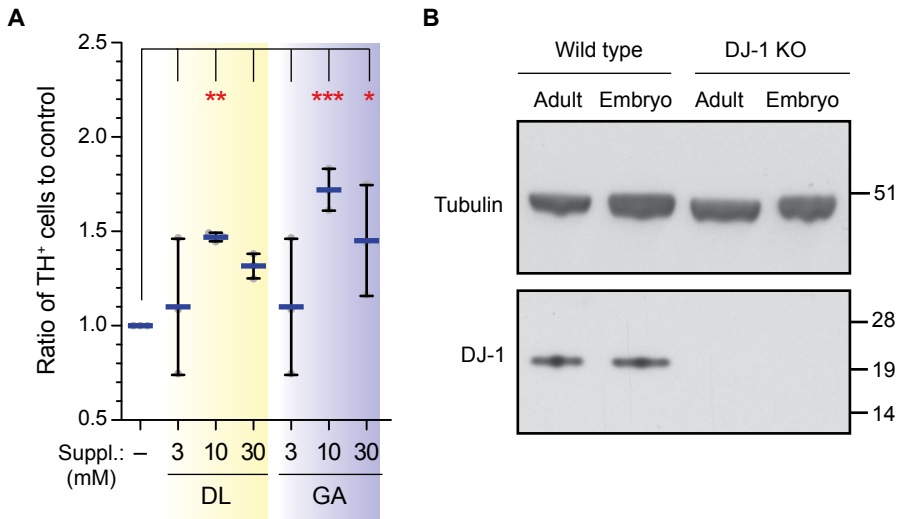 A
2.5
2.0
1.5
1.0
0.5
Ratio of TH⁺ cells to control
** *** *
Suppl.: – 3 10 30 3 10 30
(mM)
DL GA
B
Wild type DJ-1 KO
Adult Embryo Adult Embryo
Tubulin
51
DJ-1
28
19
14